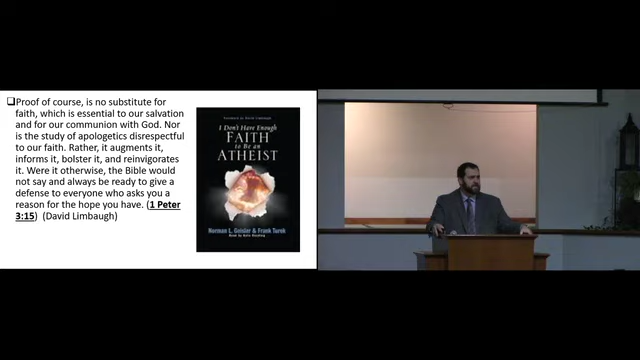 ❑Proof of course, is no substitute for
faith, which is essential to our salvation
and for our communion with God. Nor
is the study of apologetics disrespectful
to our faith. Rather, it augments it,
informs it, bolster it, and reinvigorates
it. Were it otherwise, the Bible would
not say and always be ready to give a
defense to everyone who asks you a
reason for the hope you have. (1 Peter
3:15) (David Limbaugh)
I Don't Have Enough
FAITH
to Be an
ATHEIST
Norman L. Geisler & Frank Turek